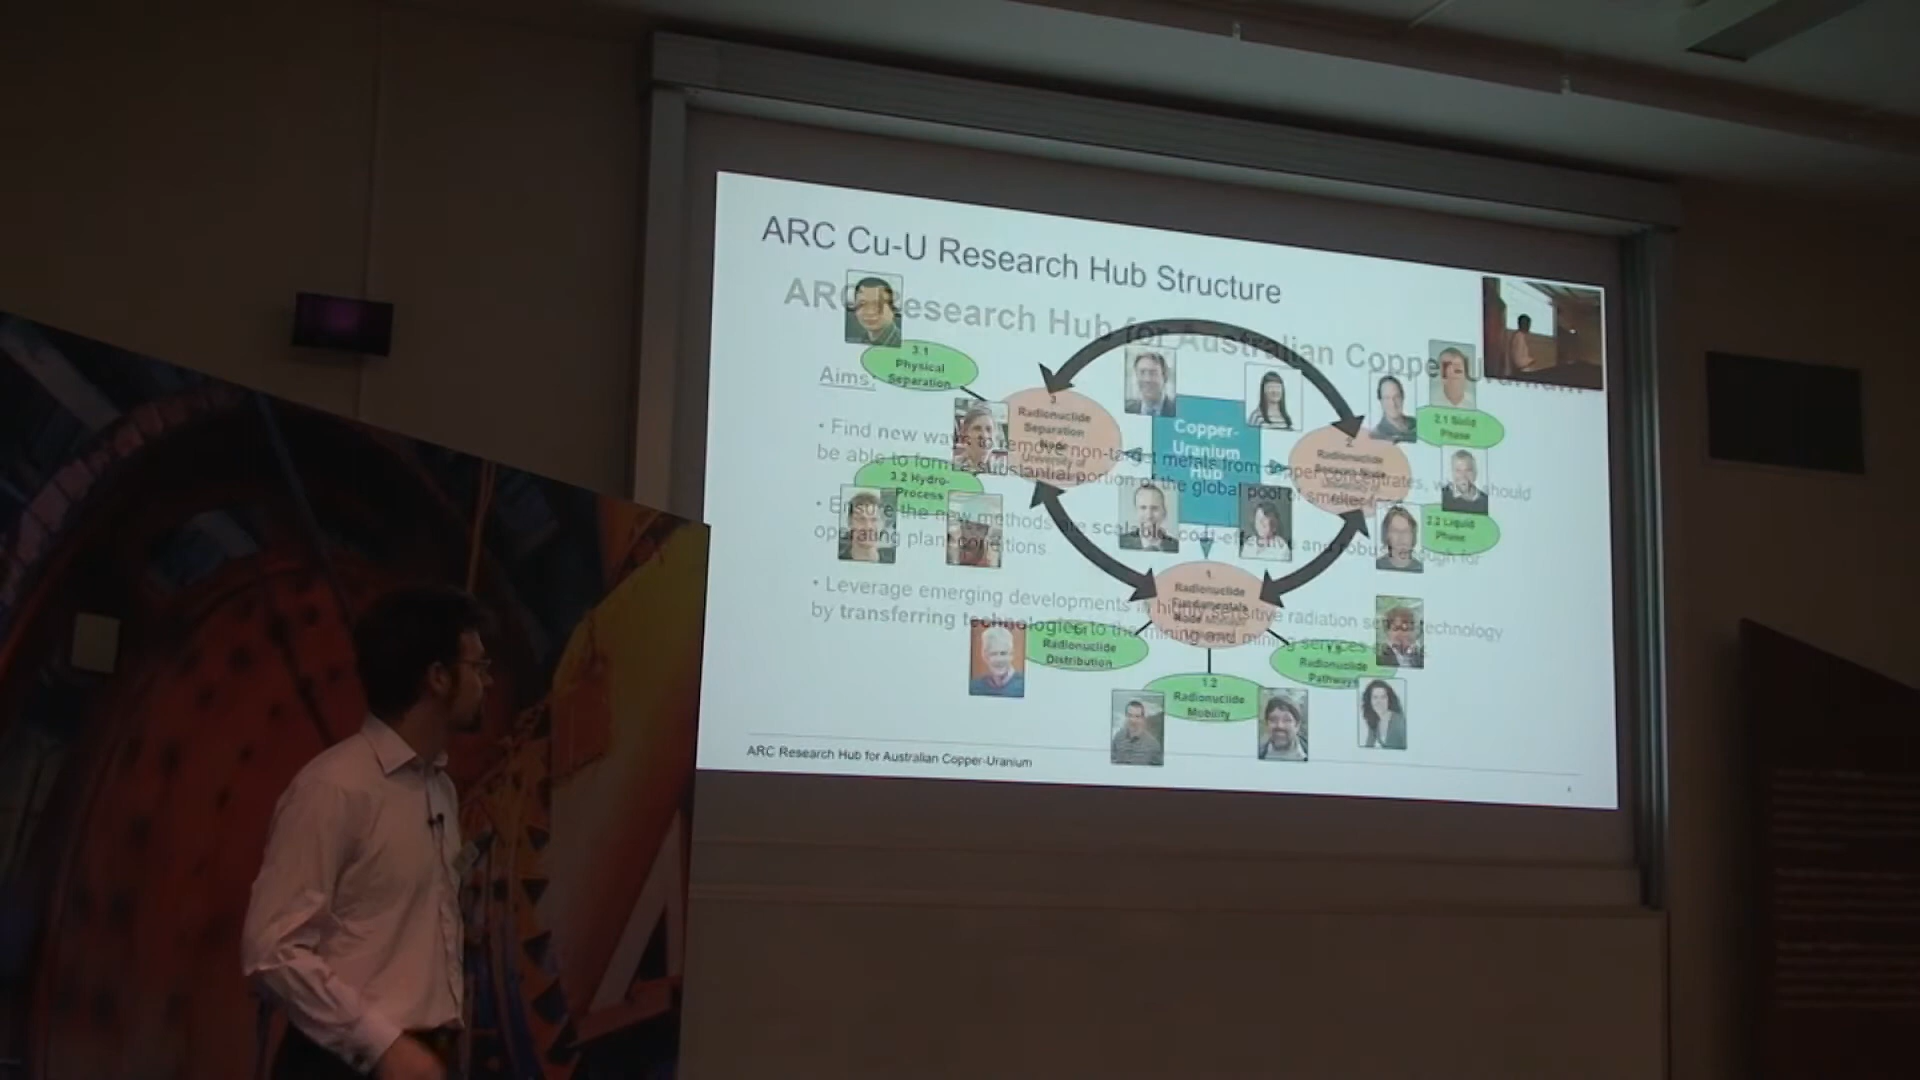 ARC Cu-U Research Hub Structure
ARC Research Hub for Australian Copper-Uranium
Aims:
• Find new ways to remove non-target metals from copper concentrates, which should
be able to form a substantial portion of the global pool of smelter
• Ensure the new methods are scalable, cost-effective and robust enough for
operating plant conditions
• Leverage emerging developments in highly sensitive radiation sensor technology
by transferring technologies to the mining and mining services
3.1
Physical
Separation
3.
Radionuclide
Separation
Node
University of
3.2 Hydro-
Process
Copper-
Uranium
Hub
2.
Radionuclide
2.1 Solid
Phase
2.2 Liquid
Phase
1.
Radionuclide
Fundamentals
Node
Radionuclide
Distribution
1.2
Radionuclide
Mobility
Radionuclide
Pathways
ARC Research Hub for Australian Copper-Uranium